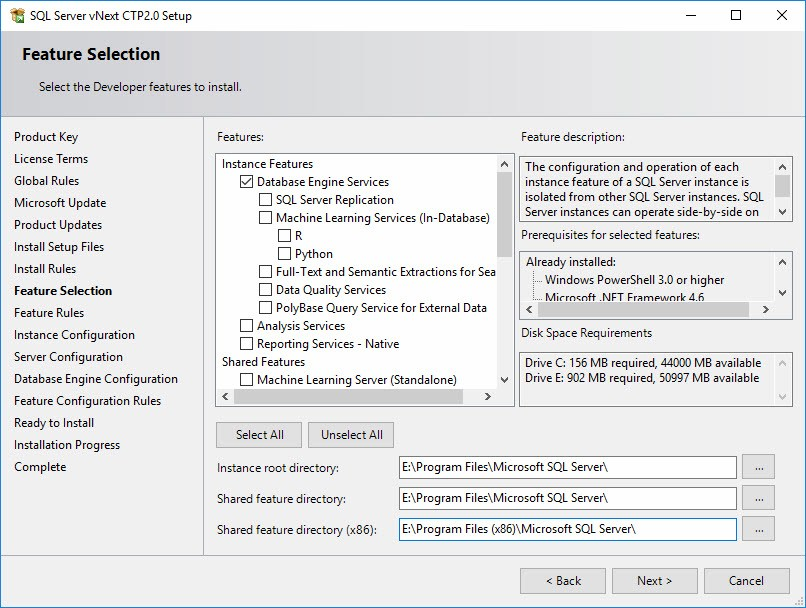 SQL Server vNext CTP2.0 Setup
Feature Selection
Select the Developer features to install.
Product Key
License Terms
Global Rules
Microsoft Update
Product Updates
Install Setup Files
Install Rules
Feature Selection
Feature Rules
Instance Configuration
Server Configuration
Database Engine Configuration
Feature Configuration Rules
Ready to Install
Installation Progress
Complete
Features:
Instance Features
Database Engine Services
SQL Server Replication
Machine Learning Services (In-Database)
R
Python
Full-Text and Semantic Extractions for Sea
Data Quality Services
PolyBase Query Service for External Data
Analysis Services
Reporting Services - Native
Shared Features
Machine Learning Server (Standalone)
Feature description:
The configuration and operation of each
instance feature of a SQL Server instance is
isolated from other SQL Server instances. SQL
Server instances can operate side-by-side on
Prerequisites for selected features:
Already installed:
Windows PowerShell 3.0 or higher
Microsoft .NET Framework 4.6
Disk Space Requirements
Drive C: 156 MB required, 44000 MB available
Drive E: 902 MB required, 50997 MB available
Select All
Unselect All
Instance root directory:
E:\Program Files\Microsoft SQL Server\
...
Shared feature directory:
E:\Program Files\Microsoft SQL Server\
...
Shared feature directory (x86):
E:\Program Files (x86)\Microsoft SQL Server\
...
< Back
Next >
Cancel